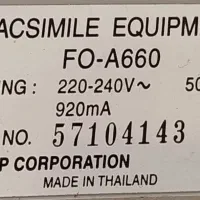 ACSIMILE EQUIPM
FO-A660
NG : 220-240V~ 50
920mA
NO. 57104143
P CORPORATION
MADE IN THAILAND